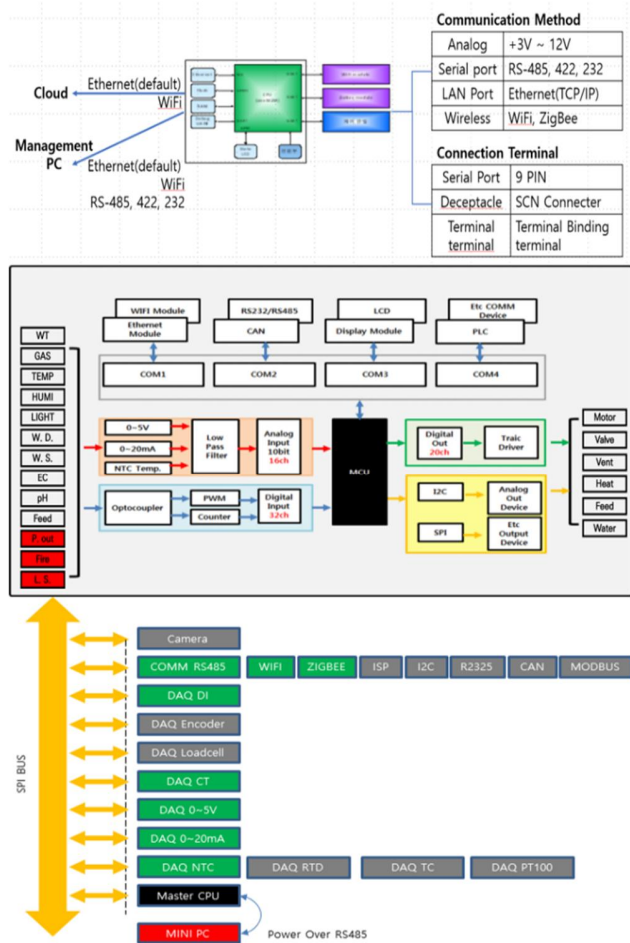 Communication Method
Analog +3V ~ 12V
Serial port RS-485, 422, 232
LAN Port Ethernet(TCP/IP)
Wireless WiFi, ZigBee
Cloud
Ethernet(default)
WiFi
Management
PC
Ethernet(default)
WiFi
RS-485, 422, 232
Connection Terminal
Serial Port 9 PIN
Deceptacle SCN Connecter
Terminal Terminal Binding
terminal terminal
WT
GAS
TEMP
HUMI
LIGHT
W. D.
W. S.
EC
pH
Feed
P. out
Fire
L. S.
WIFI Module
Ethernet
Module
RS232/RS485
CAN
LCD
Display Module
Etc COMM
Device
PLC
COM1
COM2
COM3
COM4
0~5V
0~20mA
NTC Temp.
Low
Pass
Filter
Analog
Input
10bit
16ch
Optocoupler
PWM
Counter
Digital
Input
32ch
MCU
Digital
Out
20ch
Traic
Driver
I2C
Analog
Out
Device
SPI
Etc
Output
Device
Motor
Valve
Vent
Heat
Feed
Water
SPI BUS
Camera
COMM RS485 WIFI ZIGBEE ISP I2C R2325 CAN MODBUS
DAQ DI
DAQ Encoder
DAQ Loadcell
DAQ CT
DAQ 0~5V
DAQ 0~20mA
DAQ NTC DAQ RTD DAQ TC DAQ PT100
Master CPU
MINI PC
Power Over RS485